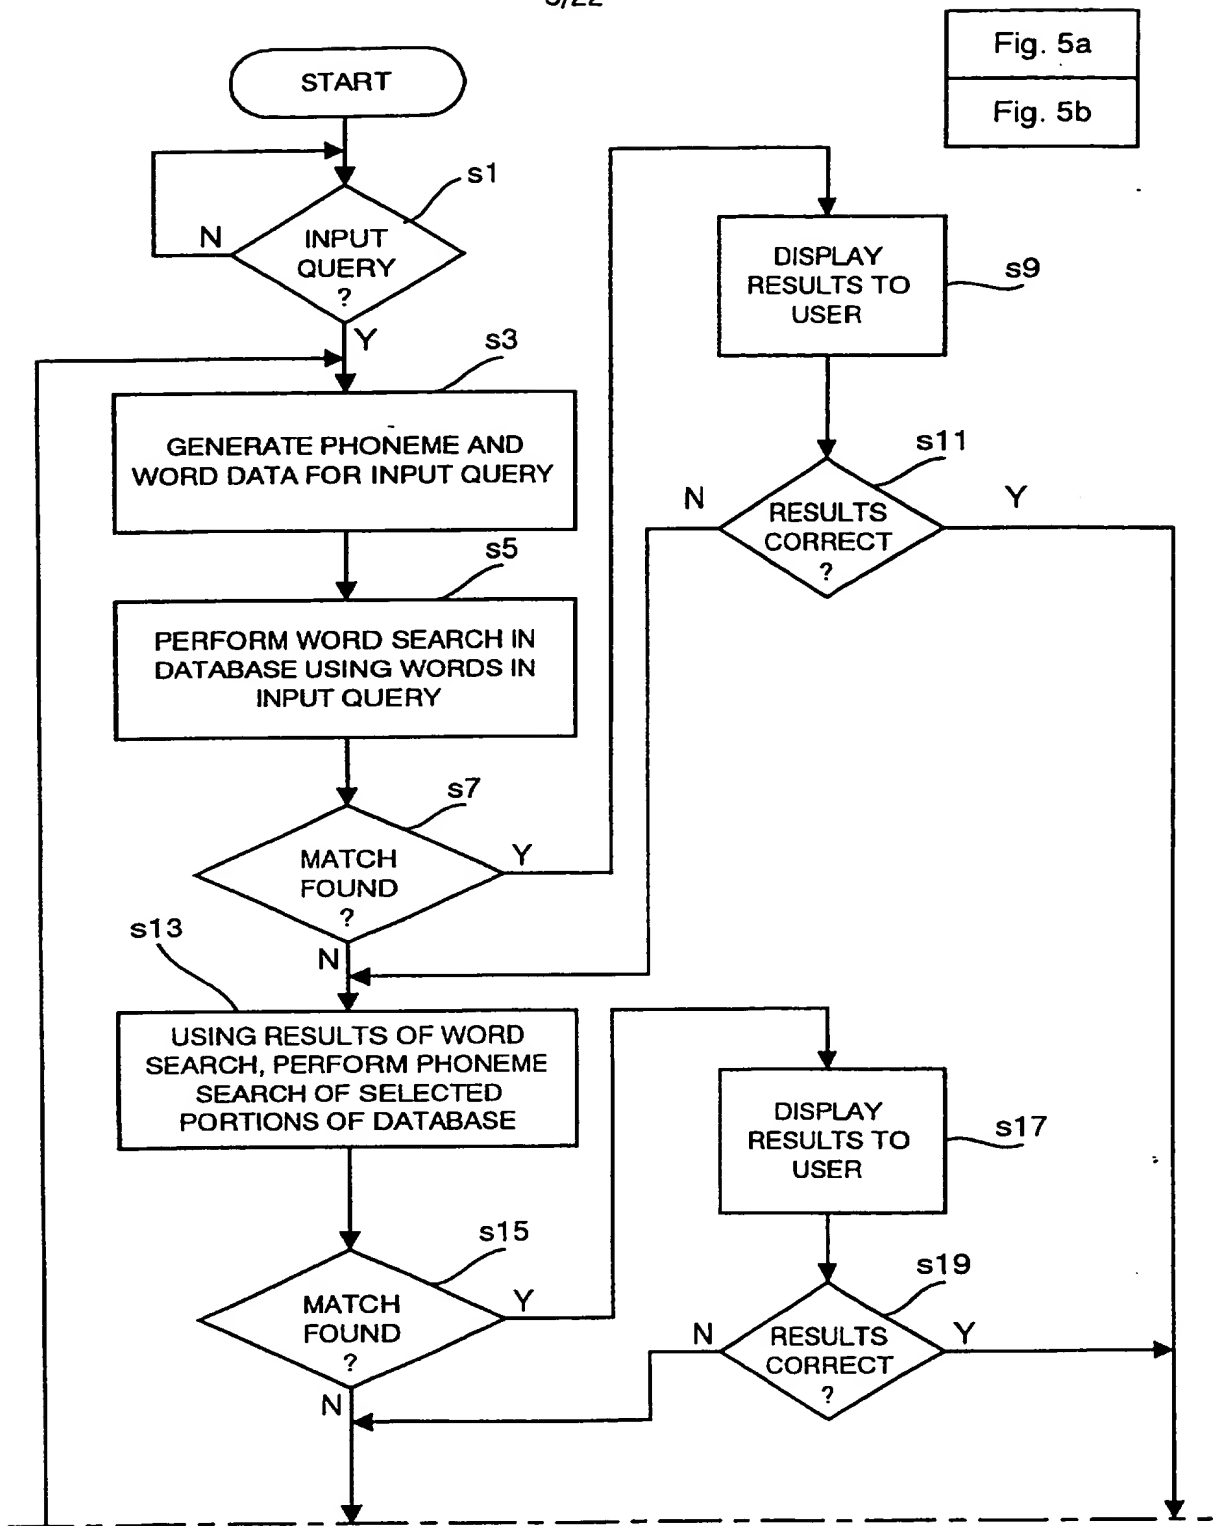 START
Fig. 5a
Fig. 5b
s1
N
INPUT
QUERY
?
Y
s3
GENERATE PHONEME AND
WORD DATA FOR INPUT QUERY
s5
PERFORM WORD SEARCH IN
DATABASE USING WORDS IN
INPUT QUERY
s7
MATCH
FOUND
?
Y
N
DISPLAY
RESULTS TO
USER
s9
s11
N
RESULTS
CORRECT
?
Y
s13
USING RESULTS OF WORD
SEARCH, PERFORM PHONEME
SEARCH OF SELECTED
PORTIONS OF DATABASE
s15
MATCH
FOUND
?
Y
N
DISPLAY
RESULTS TO
USER
s17
s19
N
RESULTS
CORRECT
?
Y